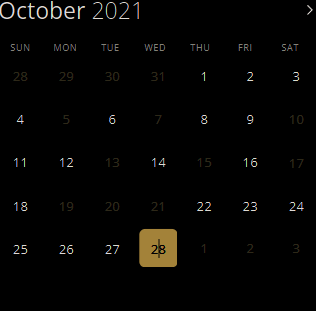 October 2021
SUN MON TUE WED THU FRI SAT
28 29 30 31 1 2 3
4 5 6 7 8 9 10
11 12 13 14 15 16 17
18 19 20 21 22 23 24
25 26 27 28 1 2 3